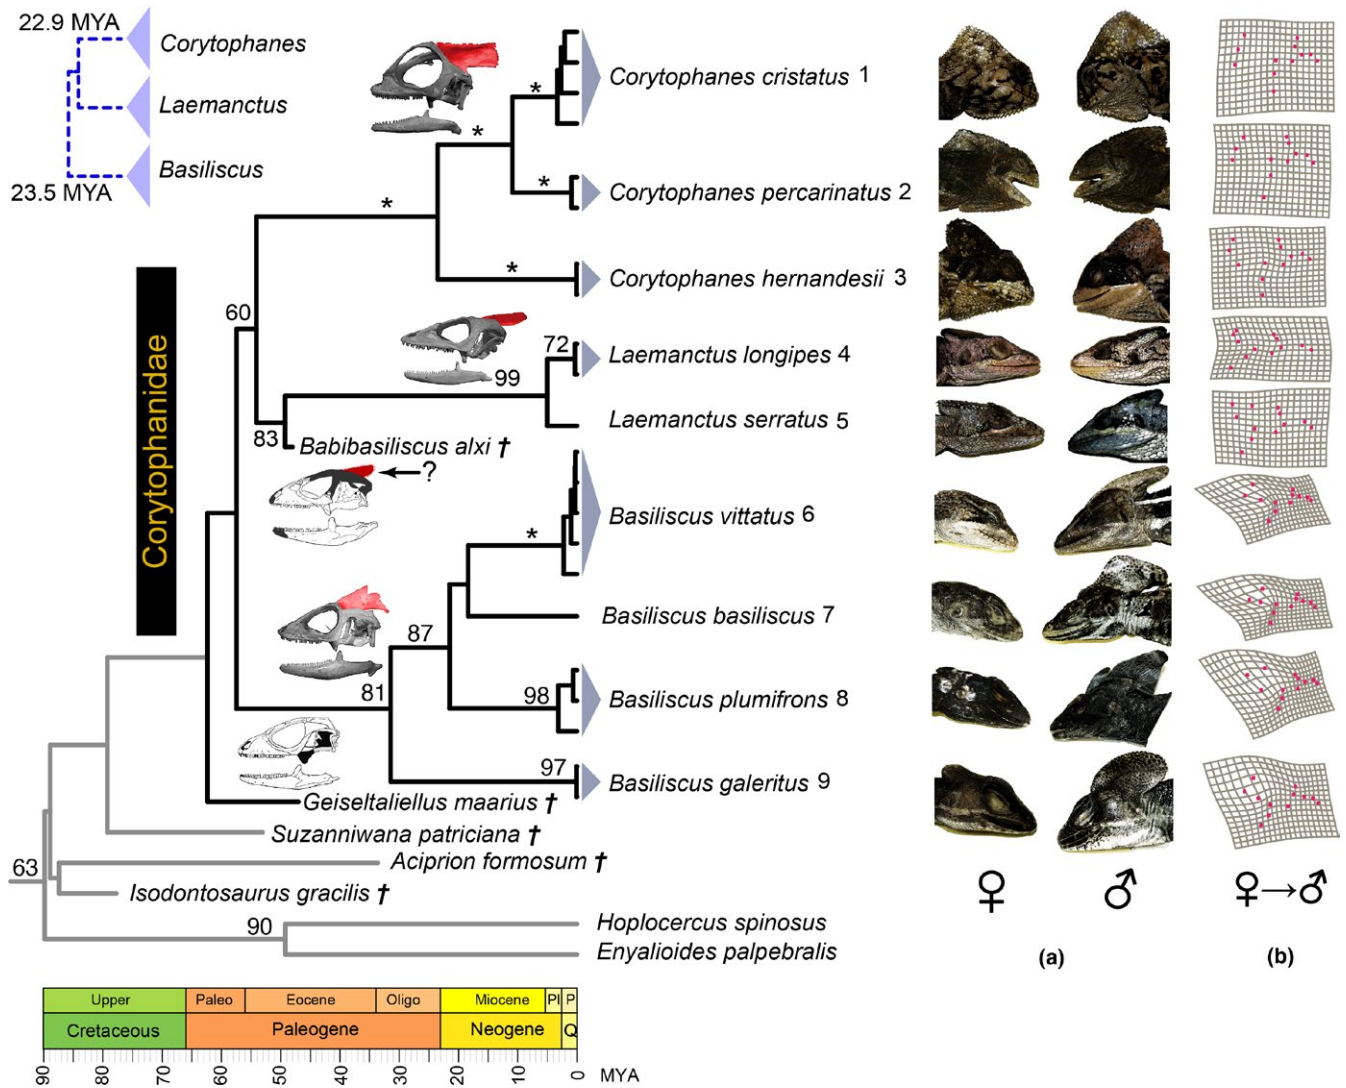 22.9 MYA
Corytophanes
Laemanctus
Basiliscus
23.5 MYA
Corytophanidae
*
*
*
*
*
Corytophanes cristatus 1
Corytophanes percarinatus 2
Corytophanes hernandesii 3
60
72
Laemanctus longipes 4
99
Laemanctus serratus 5
83
Babibasiliscus alxi †
?
*
Basiliscus vittatus 6
Basiliscus basiliscus 7
87
81
98
Basiliscus plumifrons 8
97
Basiliscus galeritus 9
Geiseltaliellus maarius †
Suzanniwana patriciana †
Aciprion formosum †
63
Isodontosaurus gracilis †
90
Hoplocercus spinosus
Enyalioides palpebralis
♀ ♂ ♀→♂
(a) (b)
Upper Paleo Eocene Oligo Miocene Pl P
Cretaceous Paleogene Neogene Q
90 80 70 60 50 40 30 20 10 0 MYA